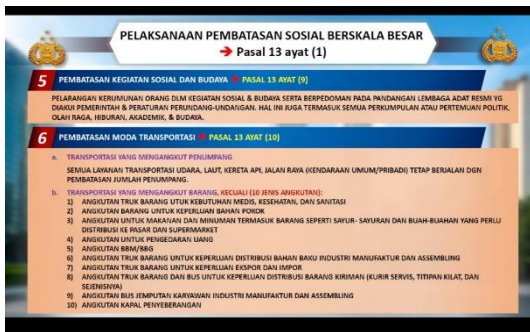 PELAKSANAAN PEMBATASAN SOSIAL BERSKALA BESAR
➔ Pasal 13 ayat (1)
5 PEMBATASAN KEGIATAN SOSIAL DAN BUDAYA ➔ PASAL 13 AYAT (9)
PELARANGAN KERUMUNAN ORANG DLM KEGIATAN SOSIAL & BUDAYA SERTA BERPEDOMAN PADA PANDANGAN LEMBAGA ADAT RESMI YG
DIAKUI PEMERINTAH & PERATURAN PERUNDANG-UNDANGAN. HAL INI JUGA TERMASUK SEMUA PERKUMPULAN ATAU PERTEMUAN POLITIK,
OLAH RAGA, HIBURAN, AKADEMIK, & BUDAYA.
6 PEMBATASAN MODA TRANSPORTASI ➔ PASAL 13 AYAT (10)
a. TRANSPORTASI YANG MENGANGKUT PENUMPANG
SEMUA LAYANAN TRANSPORTASI UDARA, LAUT, KERETA API, JALAN RAYA (KENDARAAN UMUM/PRIBADI) TETAP BERJALAN DGN
PEMBATASAN JUMLAH PENUMPANG.
b. TRANSPORTASI YANG MENGANGKUT BARANG, KECUALI (10 JENIS ANGKUTAN):
1) ANGKUTAN TRUK BARANG UTUK KEBUTUHAN MEDIS, KESEHATAN, DAN SANITASI
2) ANGKUTAN BARANG UNTUK KEPERLUAN BAHAN POKOK
3) ANGKUTAN UNTUK MAKANAN DAN MINUMAN TERMASUK BARANG SEPERTI SAYUR- SAYURAN DAN BUAH-BUAHAN YANG PERLU
DISTRIBUSI KE PASAR DAN SUPERMARKET
4) ANGKUTAN UNTUK PENGEDARAN UANG
5) ANGKUTAN BBM/BBG
6) ANGKUTAN TRUK BARANG UNTUK KEPERLUAN DISTRIBUSI BAHAN BAKU INDUSTRI MANUFAKTUR DAN ASSEMBLING
7) ANGKUTAN TRUK BARANG UNTUK KEPERLUAN EKSPOR DAN IMPOR
8) ANGKUTAN TRUK BARANG DAN BUS UNTUK KEPERLUAN DISTRIBUSI BARANG KIRIMAN (KURIR SERVIS, TITIPAN KILAT, DAN
SEJENISNYA)
9) ANGKUTAN BUS JEMPUTAN KARYAWAN INDUSTRI MANUFAKTUR DAN ASSEMBLING
10) ANGKUTAN KAPAL PENYEBERANGAN